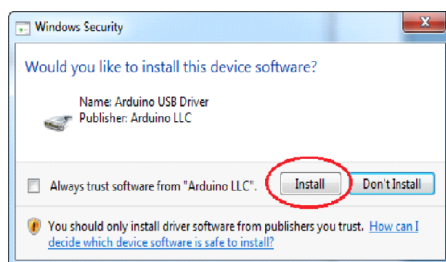 Windows Security
Would you like to install this device software?
Name: Arduino USB Driver
Publisher: Arduino LLC
Always trust software from "Arduino LLC".
Install
Don't Install
You should only install driver software from publishers you trust. How can I
decide which device software is safe to install?